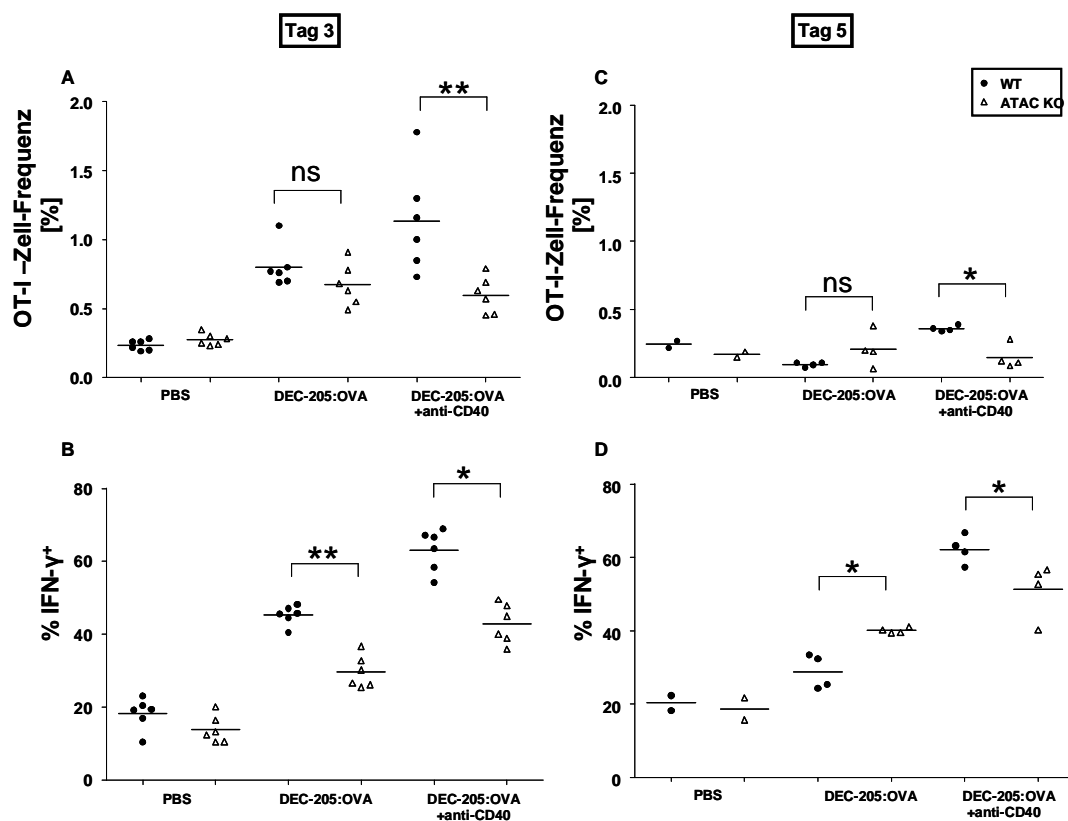 Tag 3
Tag 5
A
OT-I –Zell-Frequenz
[%]
2.0
1.5
1.0
0.5
0.0
ns
**
PBS
DEC-205:OVA
DEC-205:OVA
+anti-CD40
C
OT-I-Zell-Frequenz
[%]
2.0
1.5
1.0
0.5
0.0
WT
ATAC KO
ns
*
PBS
DEC-205:OVA
DEC-205:OVA
+anti-CD40
B
% IFN-γ+
80
60
40
20
0
**
*
PBS
DEC-205:OVA
DEC-205:OVA
+anti-CD40
D
% IFN-γ+
80
60
40
20
0
*
*
PBS
DEC-205:OVA
DEC-205:OVA
+anti-CD40